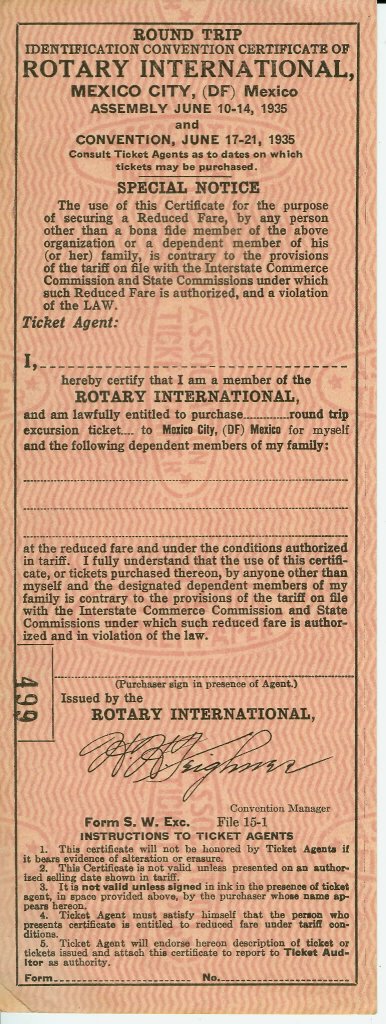 ROUND TRIP
IDENTIFICATION CONVENTION CERTIFICATE OF
ROTARY INTERNATIONAL,
MEXICO CITY, (DF) Mexico
ASSEMBLY JUNE 10-14, 1935
and
CONVENTION, JUNE 17-21, 1935
Consult Ticket Agents as to dates on which
tickets may be purchased.
SPECIAL NOTICE
The use of this Certificate for the purpose
of securing a Reduced Fare, by any person
other than a bona fide member of the above
organization or a dependent member of his
(or her) family, is contrary to the provisions
of the tariff on file with the Interstate Commerce
Commission and State Commissions under which
such Reduced Fare is authorized, and a violation
of the LAW.
Ticket Agent:
I,
hereby certify that I am a member of the
ROTARY INTERNATIONAL,
and am lawfully entitled to purchase..............round trip
excursion ticket.... to Mexico City, (DF) Mexico for myself
and the following dependent members of my family:
at the reduced fare and under the conditions authorized
in tariff. I fully understand that the use of this certifi-
cate, or tickets purchased thereon, by anyone other than
myself and the designated dependent members of my
family is contrary to the provisions of the tariff on file
with the Interstate Commerce Commission and State
Commissions under which such reduced fare is author-
ized and in violation of the law.
499
(Purchaser sign in presence of Agent.)
Issued by the
ROTARY INTERNATIONAL,
Convention Manager
Form S. W. Exc. File 15-1
INSTRUCTIONS TO TICKET AGENTS
1. This certificate will not be honored by Ticket Agents if
it bears evidence of alteration or erasure.
2. This Certificate is not valid unless presented on an author-
ized selling date shown in tariff.
3. It is not valid unless signed in ink in the presence of ticket
agent, in space provided above, by the purchaser whose name ap-
pears hereon.
4. Ticket Agent must satisfy himself that the person who
presents certificate is entitled to reduced fare under tariff con-
ditions.
5. Ticket Agent will endorse hereon description of ticket or
tickets issued and attach this certificate to report to Ticket Aud-
itor as authority.
Form No.